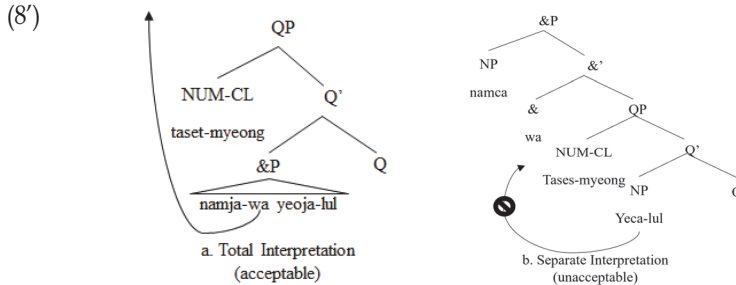 (8')
QP
NUM-CL
Q'
taset-myeong
&P
Q
namja-wa yeoja-lul
a. Total Interpretation
(acceptable)
&P
NP
&'
namca
&
QP
wa
NUM-CL
Q'
Tases-myeong
NP
Yeca-lul
b. Separate Interpretation
(unacceptable)